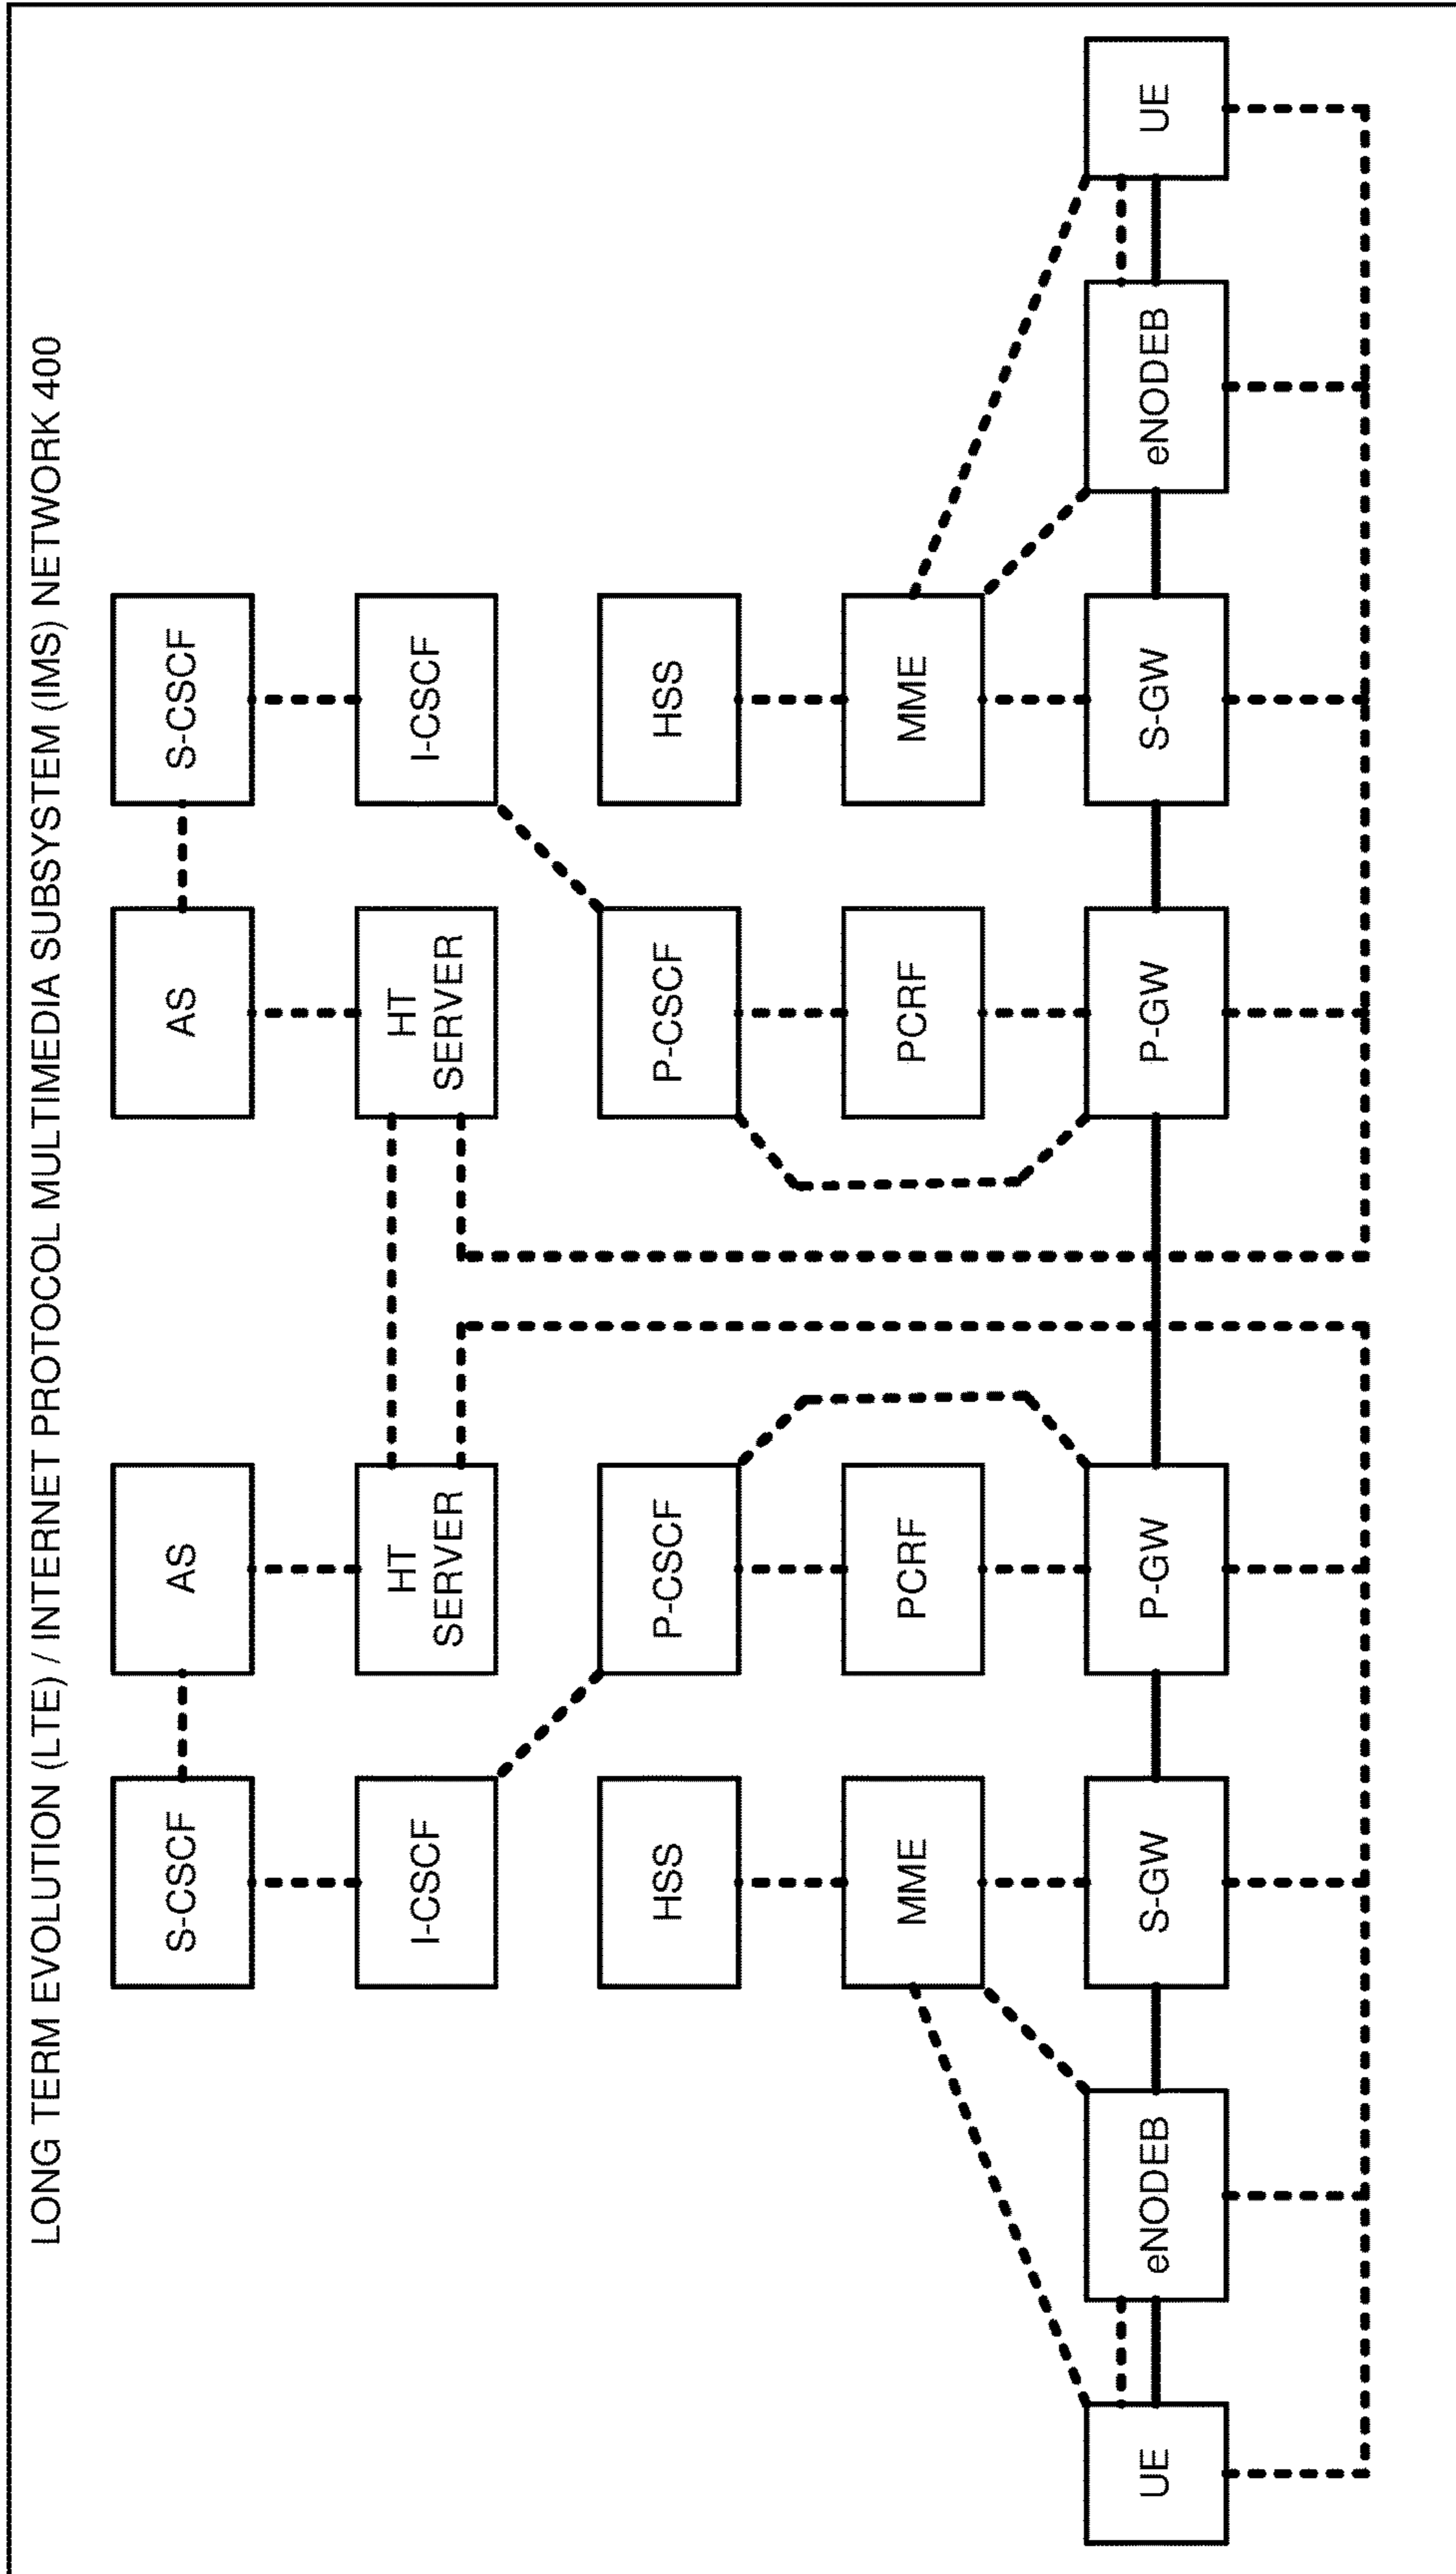 LONG TERM EVOLUTION (LTE) / INTERNET PROTOCOL MULTIMEDIA SUBSYSTEM (IMS) NETWORK 400
S-CSCF
AS
AS
S-CSCF
I-CSCF
HT
SERVER
HT
SERVER
I-CSCF
HSS
P-CSCF
P-CSCF
HSS
MME
PCRF
PCRF
MME
UE
eNODEB
S-GW
P-GW
P-GW
S-GW
eNODEB
UE